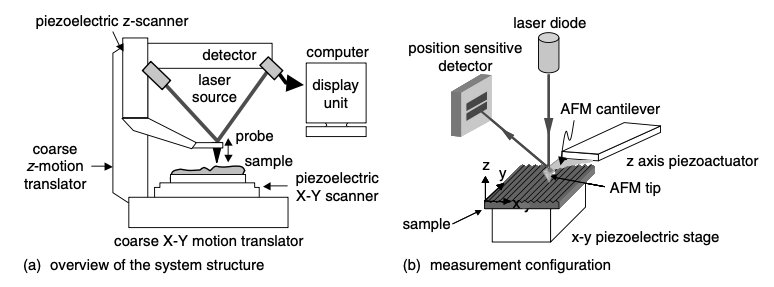 piezoelectric z-scanner
detector
computer
laser
source
display
unit
probe
sample
coarse
z-motion
translator
piezoelectric
X-Y scanner
coarse X-Y motion translator
(a) overview of the system structure
laser diode
position sensitive
detector
AFM cantilever
z axis piezoactuator
AFM tip
z
y
x
sample
x-y piezoelectric stage
(b) measurement configuration